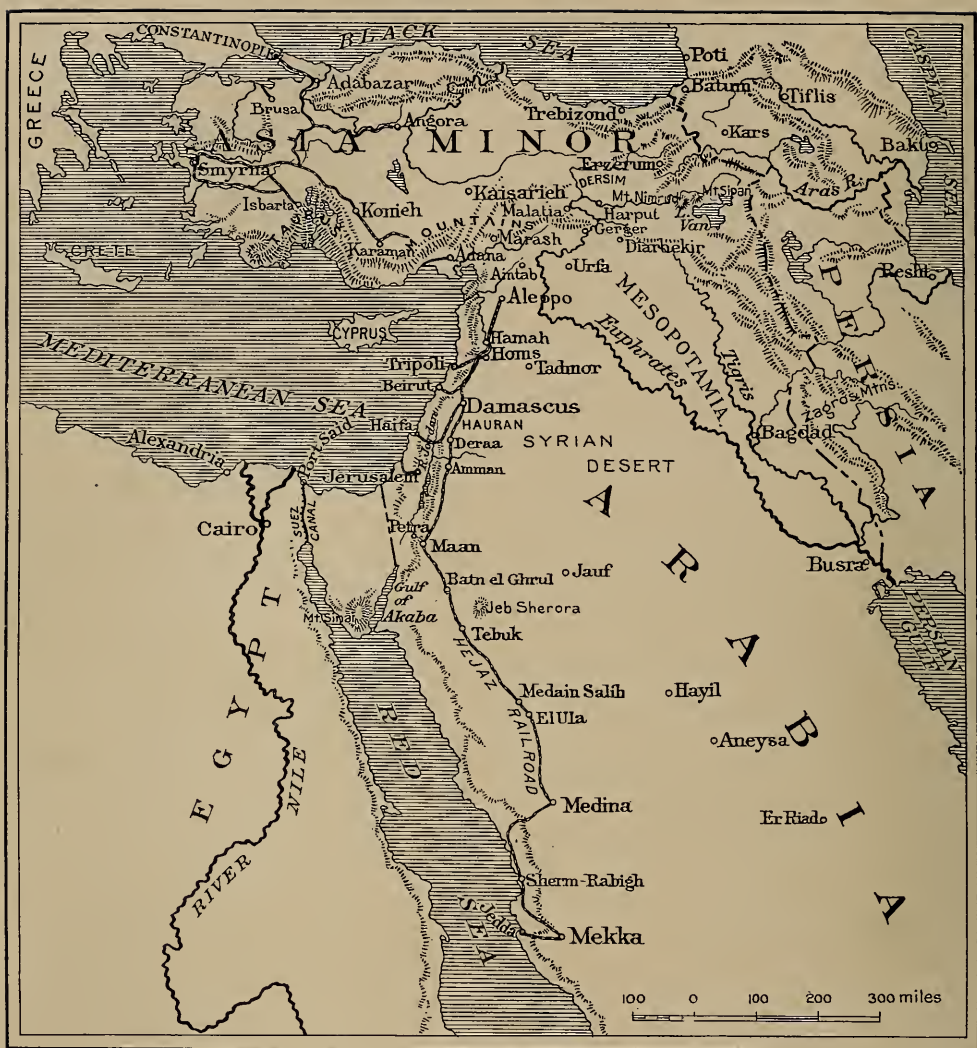 CONSTANTINOPLE
BLACK SEA
CASPIAN SEA
GREECE
Poti
Adabazar
Batum
Tiflis
Brusa
Trebizond
Angora
Kars
ASIA MINOR
Baku
Erzerum
Smyrna
DERSIM
Aras R.
Kaisarieh
Mt. Nimrud
Mt. Sipan
Isbarta
Malatia
Harput
L. Van
Konieh
TAURUS MOUNTAINS
Gerger
Marash
Diarbekir
CRETE
Karaman
Adana
Resht
Aintab
Urfa
PERSIA
Aleppo
MESOPOTAMIA
CYPRUS
Hamah
Euphrates
Tigris
Homs
MEDITERRANEAN SEA
Tripoli
Tadmor
Beirut
Zagros Mtns.
Damascus
Haifa
HAURAN
Bagdad
Alexandria
Port Said
R. Jordan
Deraa
SYRIAN
DESERT
Jerusalem
Amman
ARABIA
Cairo
SUEZ CANAL
Petra
Maan
Busra
Batn el Ghrul
Jauf
Gulf of Akaba
Jeb Sherora
PERSIAN GULF
Mt. Sinai
Tebuk
EGYPT
HEJAZ RAILROAD
Medain Salih
Hayil
El Ula
RED SEA
Aneysa
RIVER NILE
Medina
Er Riad
Sherm-Rabigh
Jedda
Mekka
100 0 100 200 300 miles